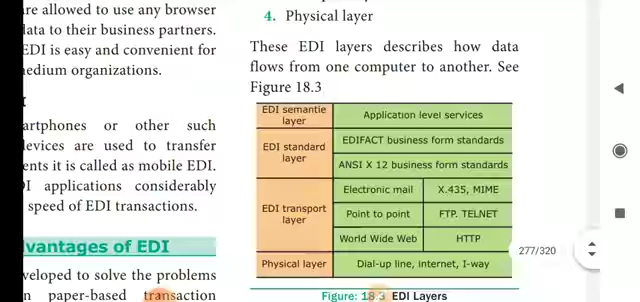 are allowed to use any browser
data to their business partners.
EDI is easy and convenient for
medium organizations.
artphones or other such
devices are used to transfer
ents it is called as mobile EDI.
DI applications considerably
speed of EDI transactions.
vantages of EDI
veloped to solve the problems
paper-based transaction
4. Physical layer
These EDI layers describes how data
flows from one computer to another. See
Figure 18.3
EDI semantie layer Application level services
EDI standard layer EDIFACT business form standards
ANSI X 12 business form standards
EDI transport layer Electronic mail X.435, MIME
Point to point FTP. TELNET
World Wide Web HTTP
Physical layer Dial-up line, internet, I-way
Figure: 18.3 EDI Layers
277/320